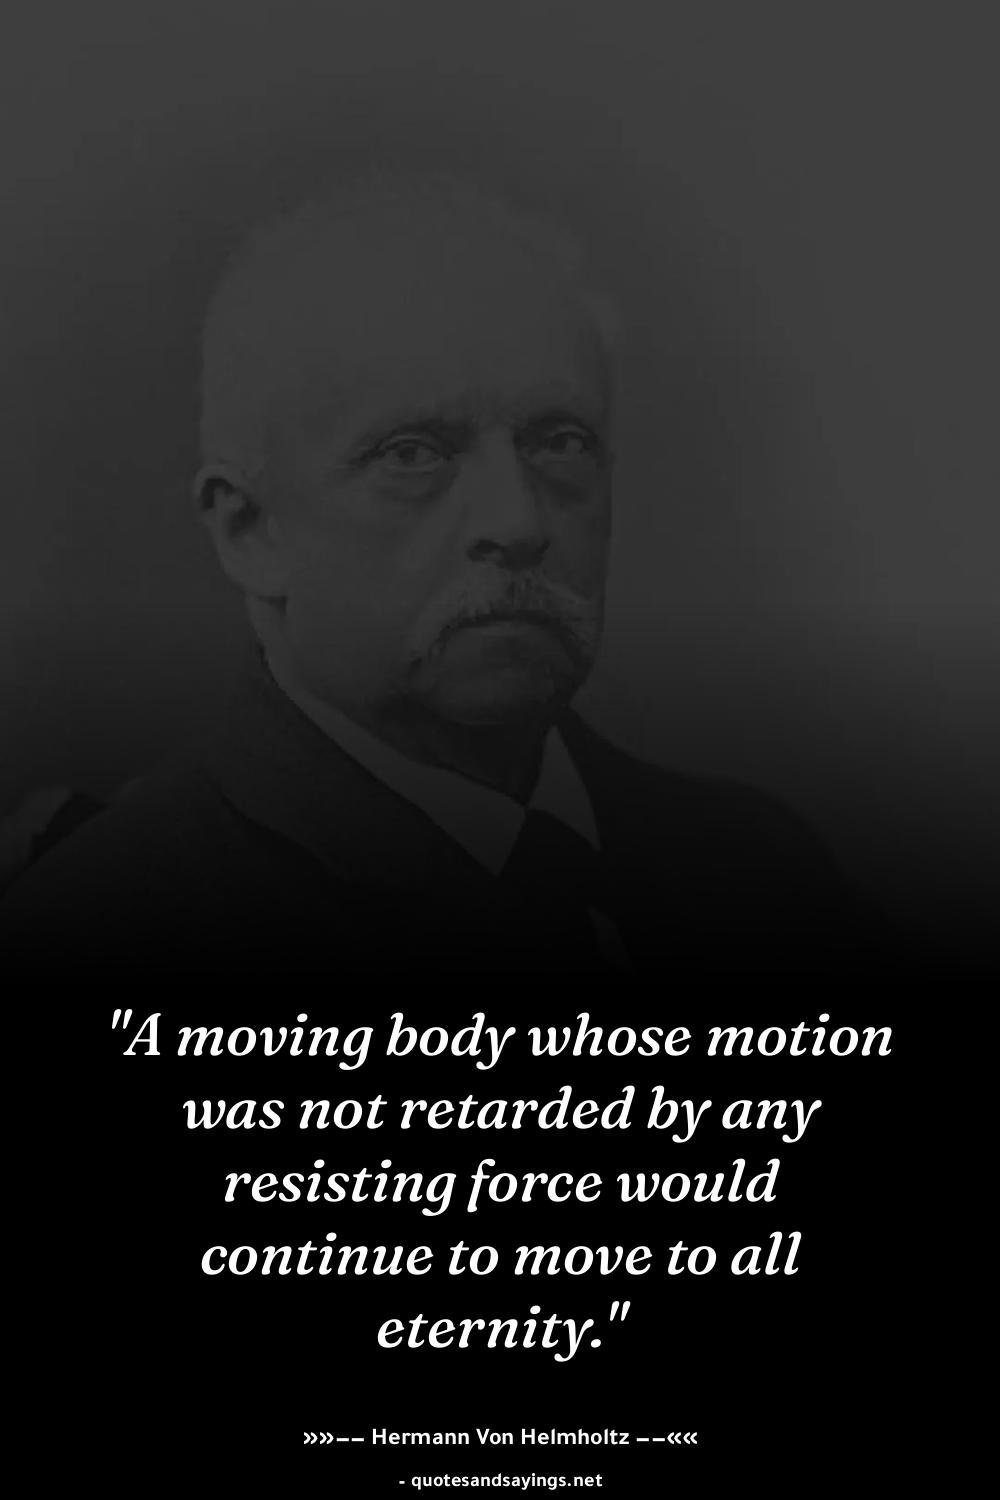 "A moving body whose motion
was not retarded by any
resisting force would
continue to move to all
eternity."
»»–– Hermann Von Helmholtz ––««
- quotesandsayings.net